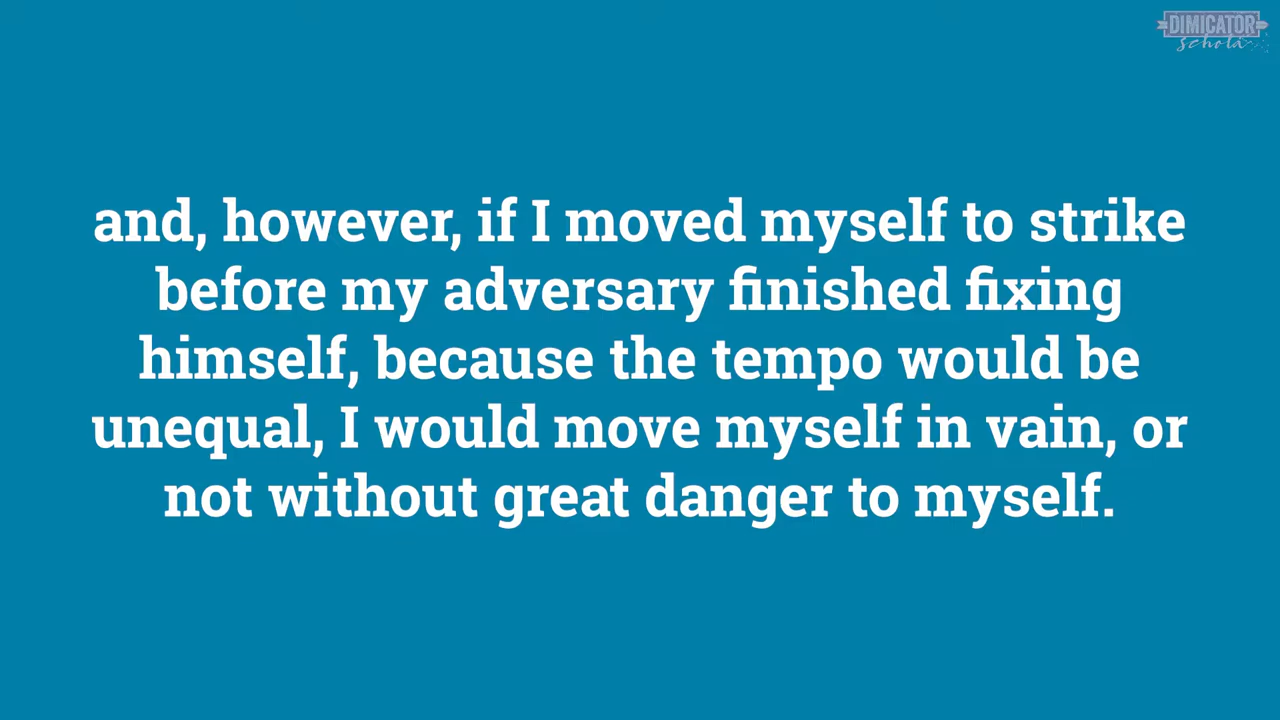 DIMICATOR
schola
and, however, if I moved myself to strike
before my adversary finished fixing
himself, because the tempo would be
unequal, I would move myself in vain, or
not without great danger to myself.